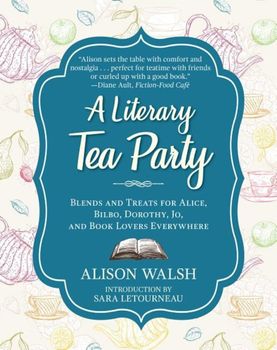 "Alison sets the table with comfort and
nostalgia . . . perfect for teatime with friends
or curled up with a good book."
—Diane Ault, Fiction-Food Café
A Literary
Tea Party
Blends and Treats for Alice,
Bilbo, Dorothy, Jo,
and Book Lovers Everywhere
Alison Walsh
Introduction by
Sara Letourneau